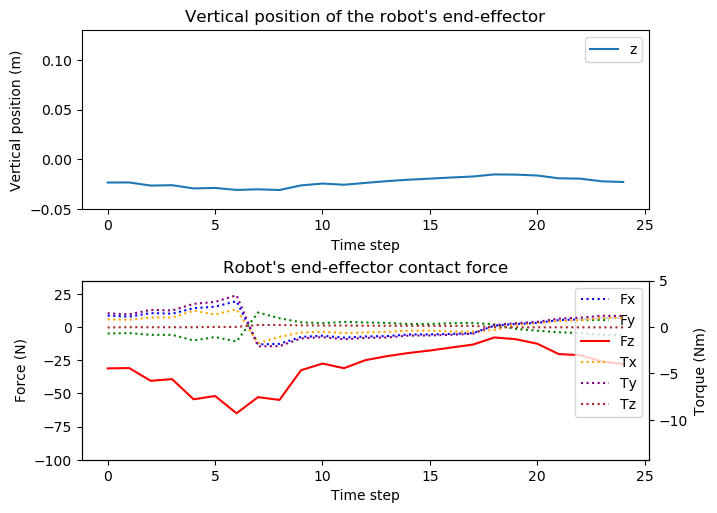 Vertical position of the robot's end-effector
Vertical position (m)
0.10
0.05
0.00
−0.05
z
0 5 10 15 20 25
Time step
Robot's end-effector contact force
Force (N)
25
0
−25
−50
−75
−100
Fx
Fy
Fz
Tx
Ty
Tz
5
0
−5
−10
Torque (Nm)
0 5 10 15 20 25
Time step